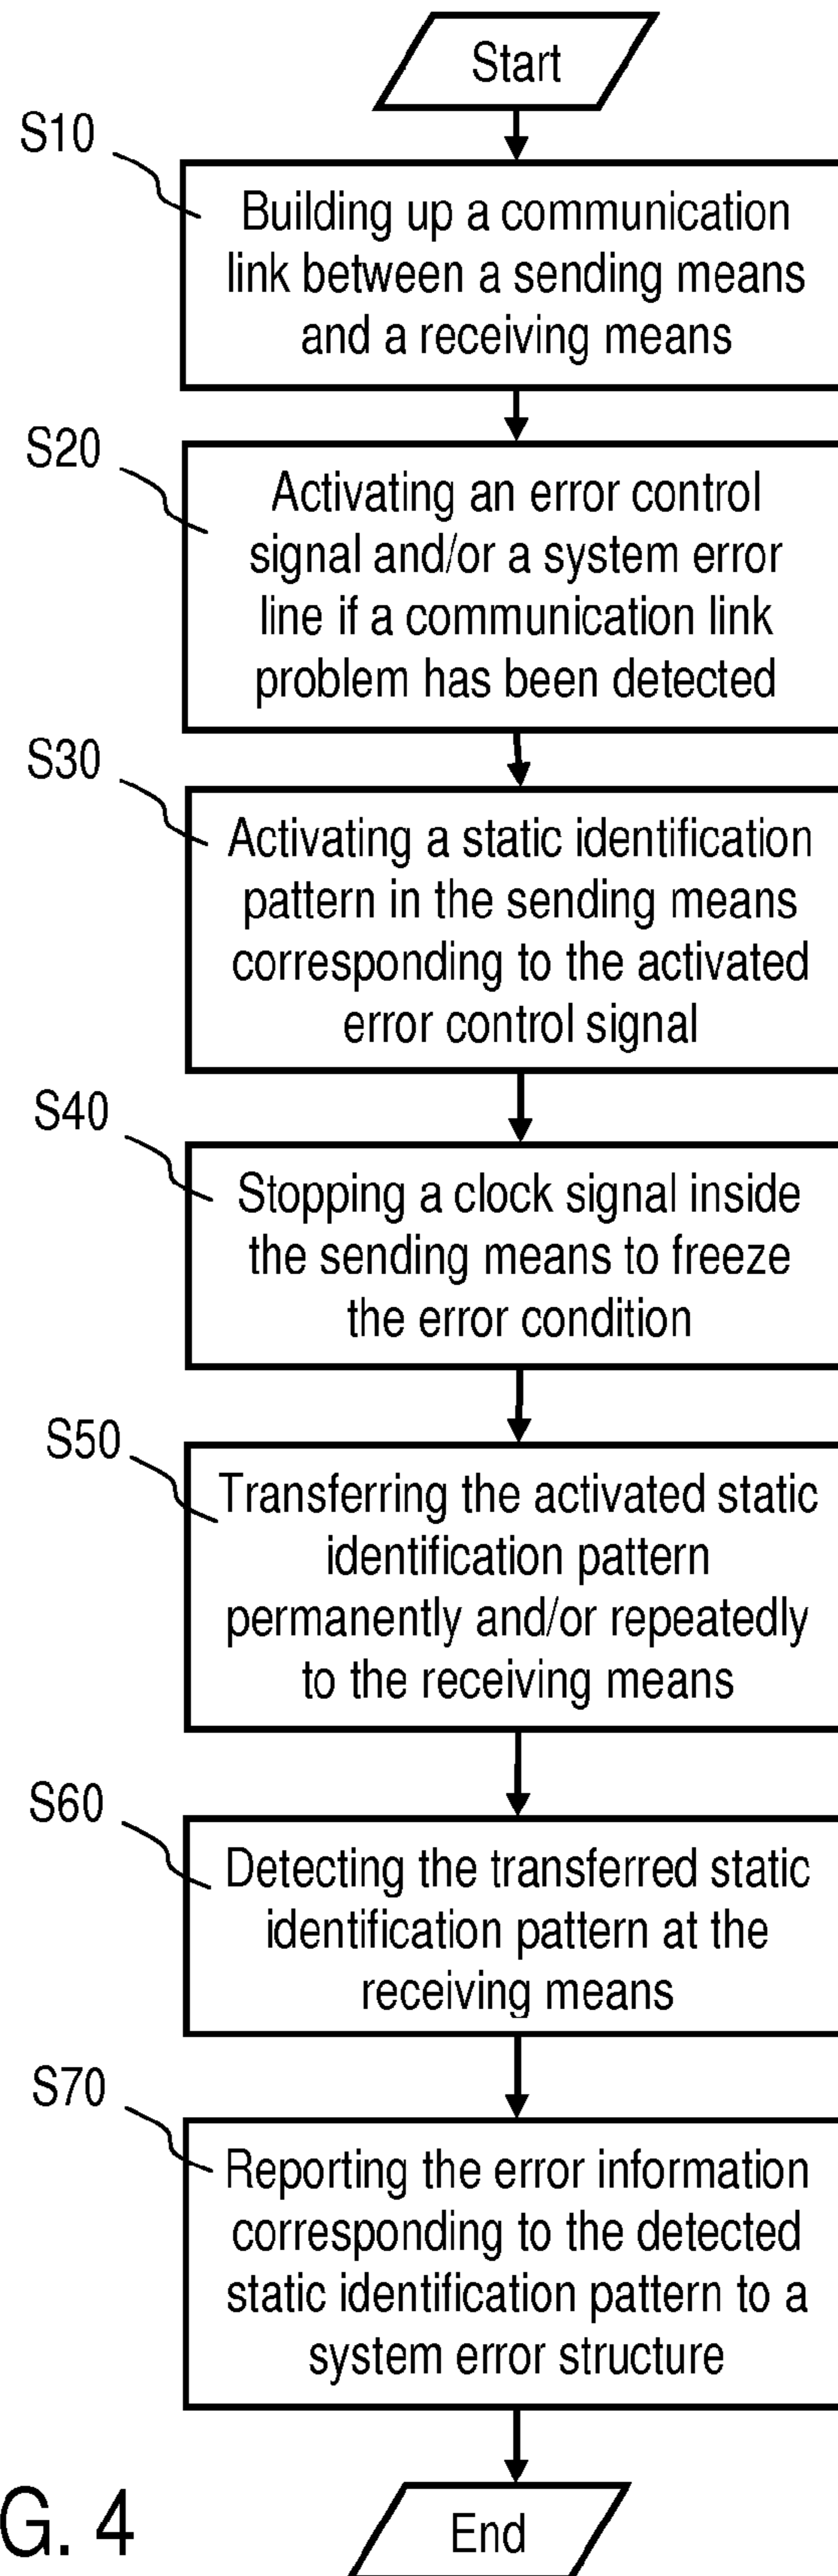 Start
S10
Building up a communication
link between a sending means
and a receiving means
S20
Activating an error control
signal and/or a system error
line if a communication link
problem has been detected
S30
Activating a static identification
pattern in the sending means
corresponding to the activated
error control signal
S40
Stopping a clock signal inside
the sending means to freeze
the error condition
S50
Transferring the activated static
identification pattern
permanently and/or repeatedly
to the receiving means
S60
Detecting the transferred static
identification pattern at the
receiving means
S70
Reporting the error information
corresponding to the detected
static identification pattern to a
system error structure
End
G. 4